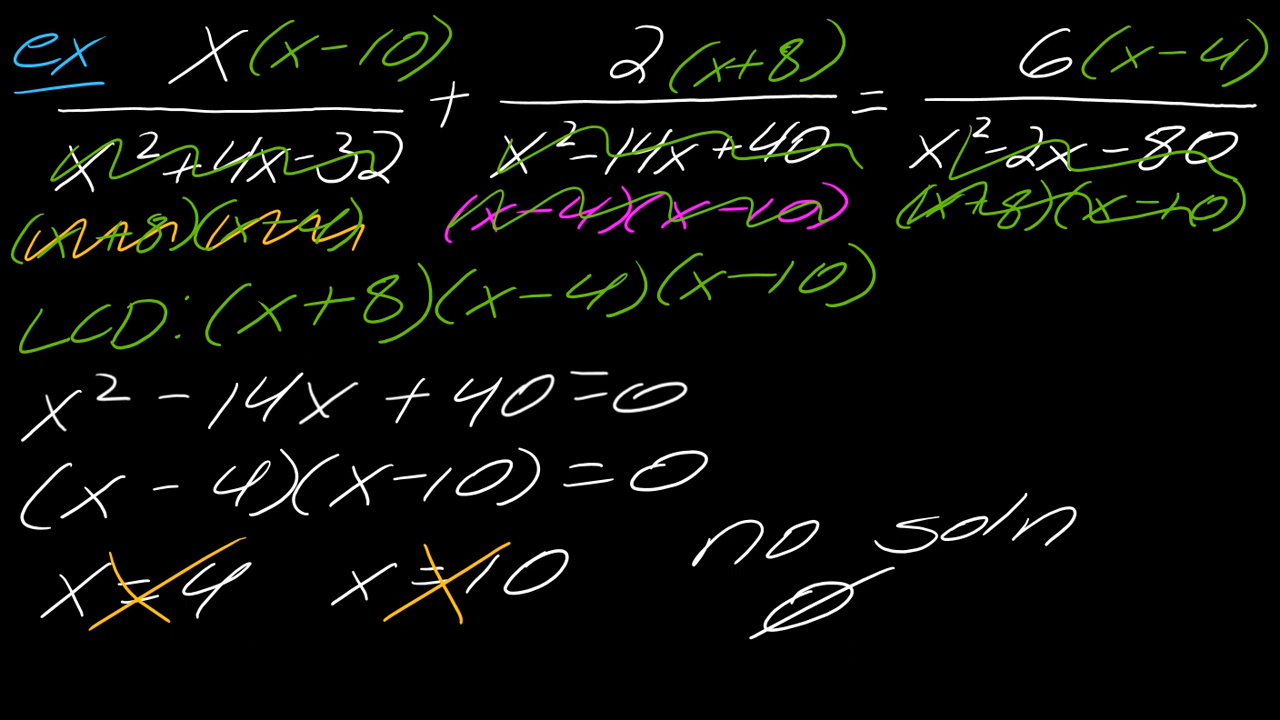 ex x(x-10) + 2(x+8) = 6(x-4)
x²+4x-32 x²-14x+40 x²-2x-80
(x+8)(x-4) (x-4)(x-10) (x+8)(x-10)
LCD: (x+8)(x-4)(x-10)
x²-14x+40=0
(x-4)(x-10)=0
x=4 x=10 no soln
∅